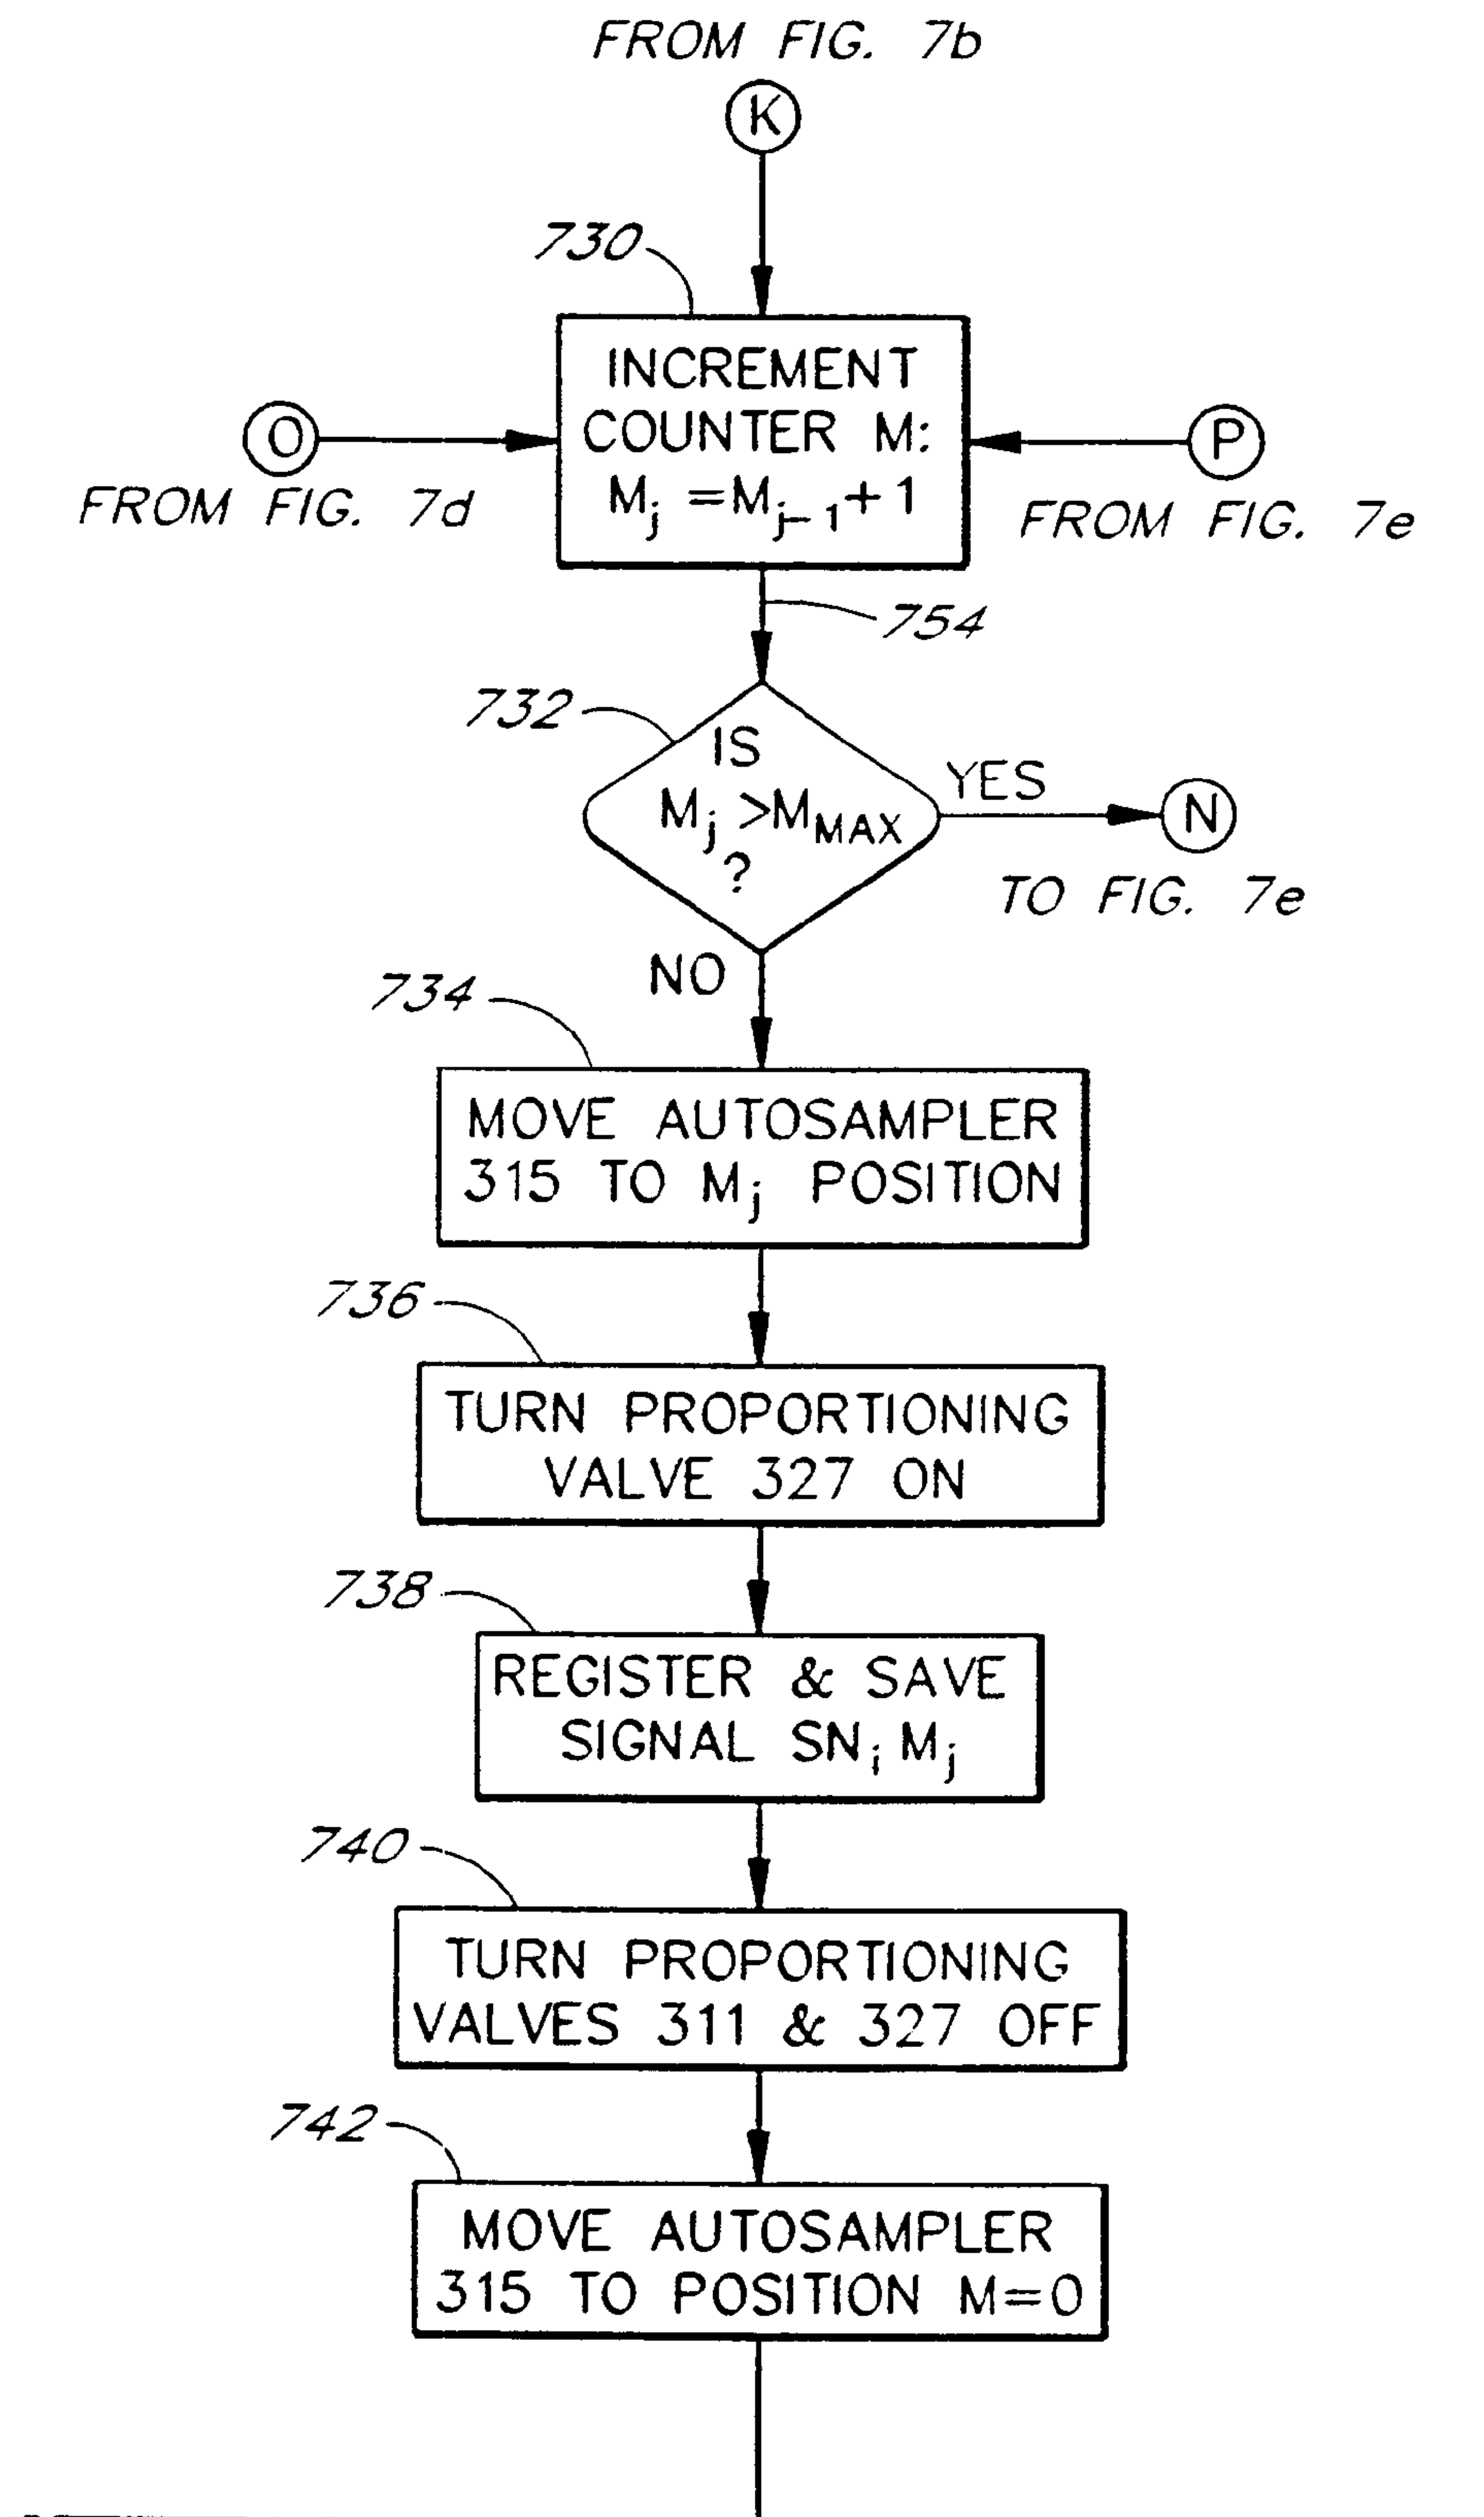 FROM FIG. 7b
K
730
INCREMENT
COUNTER M:
Mj =Mj-1+1
O
FROM FIG. 7d
P
FROM FIG. 7e
754
732
IS
Mj >MMAX
?
YES
N
TO FIG. 7e
NO
734
MOVE AUTOSAMPLER
315 TO Mj POSITION
736
TURN PROPORTIONING
VALVE 327 ON
738
REGISTER & SAVE
SIGNAL SNi Mj
740
TURN PROPORTIONING
VALVES 311 & 327 OFF
742
MOVE AUTOSAMPLER
315 TO POSITION M=0